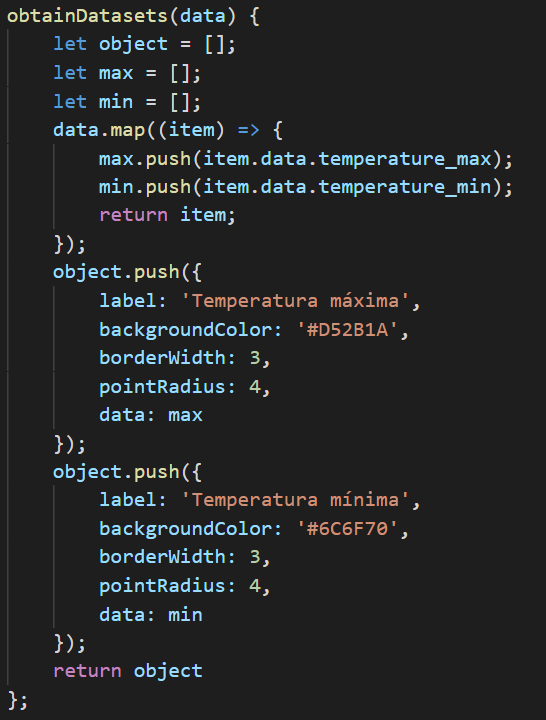 obtainDatasets(data) {
    let object = [];
    let max = [];
    let min = [];
    data.map((item) => {
        max.push(item.data.temperature_max);
        min.push(item.data.temperature_min);
        return item;
    });
    object.push({
        label: 'Temperatura máxima',
        backgroundColor: '#D52B1A',
        borderWidth: 3,
        pointRadius: 4,
        data: max
    });
    object.push({
        label: 'Temperatura mínima',
        backgroundColor: '#6C6F70',
        borderWidth: 3,
        pointRadius: 4,
        data: min
    });
    return object
};